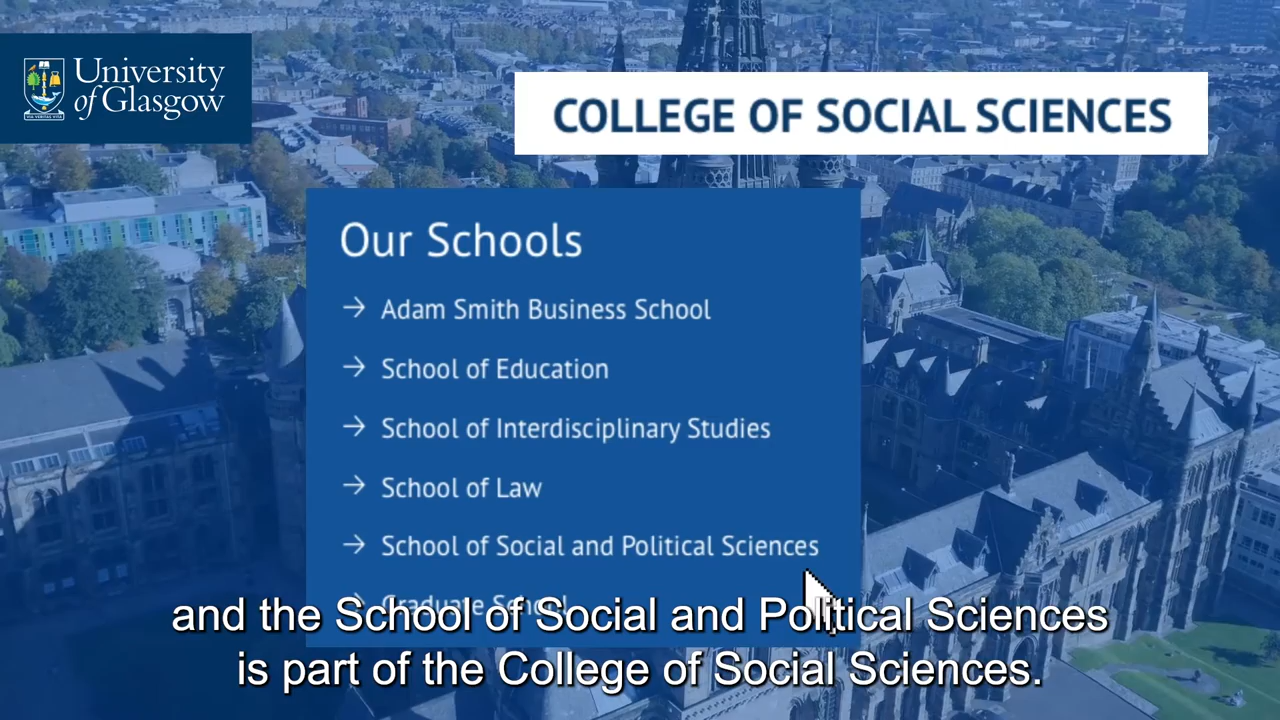 University
of Glasgow
COLLEGE OF SOCIAL SCIENCES
Our Schools
→ Adam Smith Business School
→ School of Education
→ School of Interdisciplinary Studies
→ School of Law
→ School of Social and Political Sciences
→ Graduate School
and the School of Social and Political Sciences
is part of the College of Social Sciences.